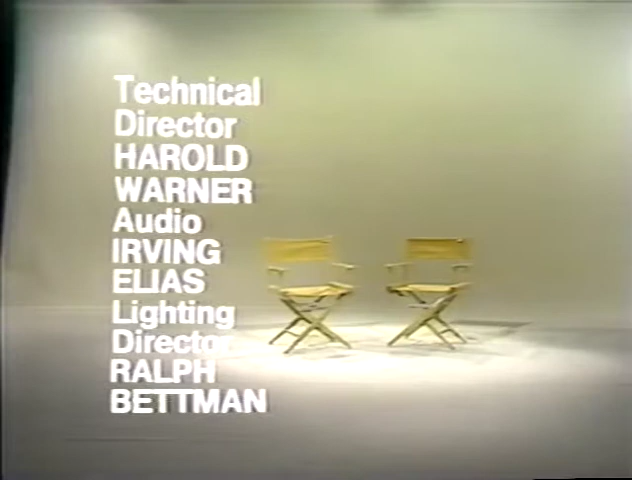 Technical
Director
HAROLD
WARNER
Audio
IRVING
ELIAS
Lighting
Director
RALPH
BETTMAN